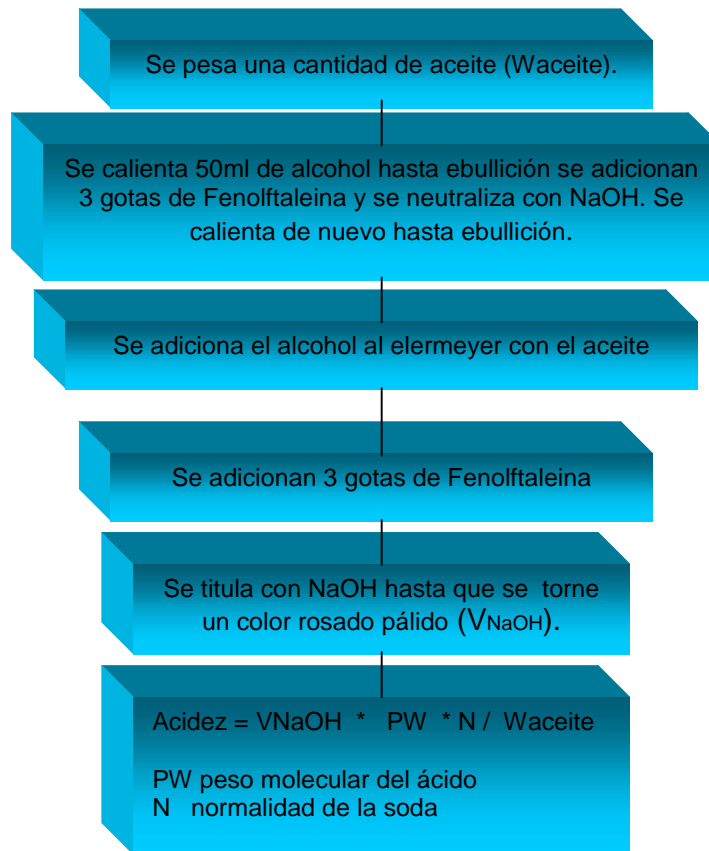 Se pesa una cantidad de aceite (Waceite).
Se calienta 50ml de alcohol hasta ebullición se adicionan
3 gotas de Fenolftaleina y se neutraliza con NaOH. Se
calienta de nuevo hasta ebullición.
Se adiciona el alcohol al elermeyer con el aceite
Se adicionan 3 gotas de Fenolftaleina
Se titula con NaOH hasta que se torne
un color rosado pálido (VNaOH).
Acidez = VNaOH * PW * N / Waceite
PW peso molecular del ácido
N normalidad de la soda